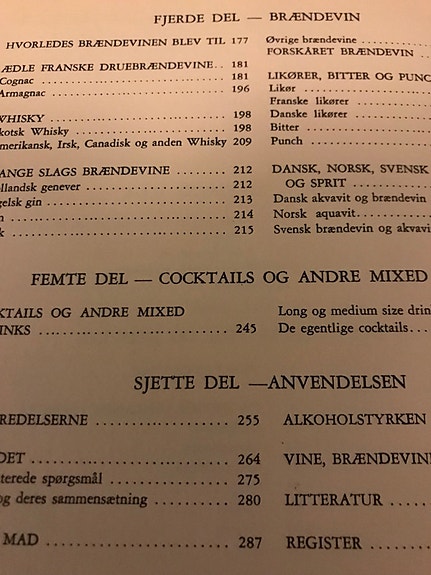 FJERDE DEL — BRÆNDEVIN
HVORLEDES BRÆNDEVINEN BLEV TIL 177
ÆDLE FRANSKE DRUEBRÆNDEVINE.. 181
Cognac 181
Armagnac 196
WHISKY 198
kotsk Whisky 198
merikansk, Irsk, Canadisk og anden Whisky 209
ANGE SLAGS BRÆNDEVINE 212
ollandsk genever 212
gelsk gin 213
n 214
k 215
Øvrige brændevine
FORSKÅRET BRÆNDEVIN
LIKØRER, BITTER OG PUNC
Likør
Franske likører
Danske likører
Bitter
Punch
DANSK, NORSK, SVENSK
OG SPRIT
Dansk akvavit og brændevin
Norsk aquavit
Svensk brændevin og akvavi
FEMTE DEL — COCKTAILS OG ANDRE MIXED
KTAILS OG ANDRE MIXED
INKS 245
Long og medium size drin
De egentlige cocktails
SJETTE DEL —ANVENDELSEN
REDELSERNE 255
DET 264
terede spørgsmål 275
og deres sammensætning 280
MAD 287
ALKOHOLSTYRKEN
VINE, BRÆNDEVINE
LITTERATUR
REGISTER